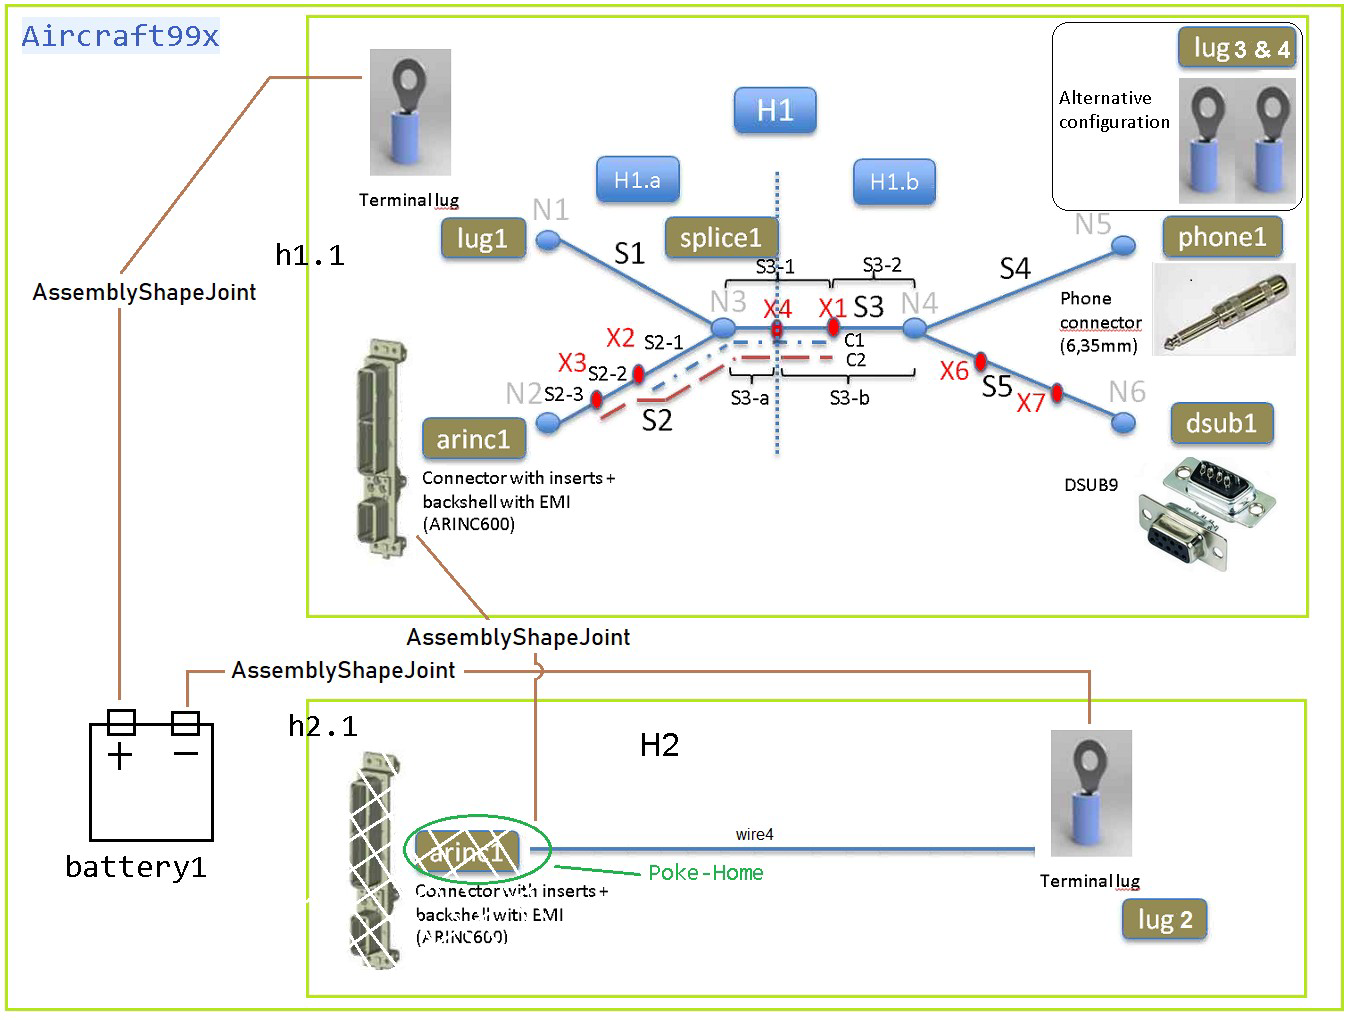 Aircraft99x
lug 3 & 4
Alternative
configuration
H1
H1.a
H1.b
Terminal lug
N1
lug1
splice1
N5
phone1
h1.1
S1
S3-1
S3-2
S4
AssemblyShapeJoint
N3
X4
X1
S3
N4
Phone
connector
(6,35mm)
X2
S2-1
C1
C2
X3
S2-2
X6
S5
N2
S2-3
S3-a
S3-b
X7
N6
S2
arinc1
dsub1
Connector with inserts +
backshell with EMI
(ARINC600)
DSUB9
AssemblyShapeJoint
AssemblyShapeJoint
h2.1
H2
+
−
wire4
arinc1
battery1
Poke-Home
Terminal lug
Connector with inserts +
backshell with EMI
(ARINC600)
lug 2